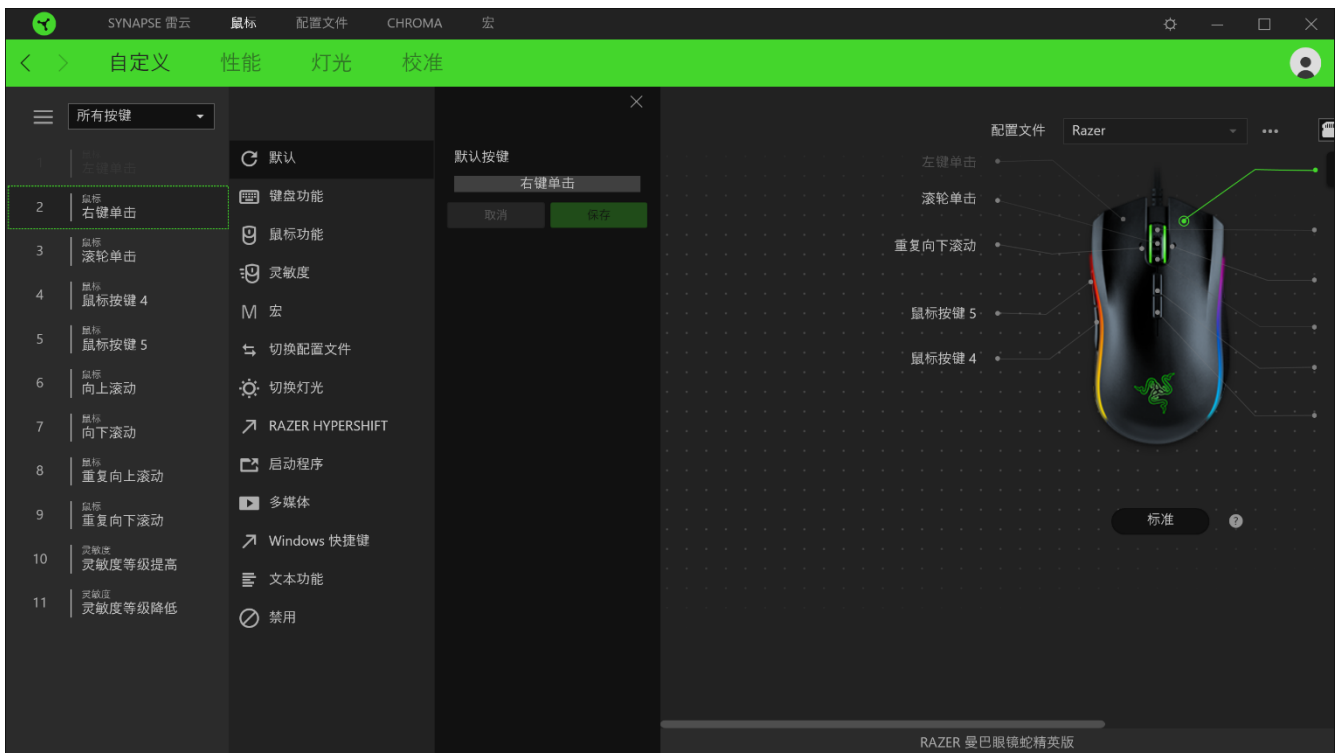 SYNAPSE 雷云 鼠标 配置文件 CHROMA 宏
自定义 性能 灯光 校准
所有按键
1 鼠标
左键单击
2 鼠标
右键单击
3 鼠标
滚轮单击
4 鼠标
鼠标按键 4
5 鼠标
鼠标按键 5
6 鼠标
向上滚动
7 鼠标
向下滚动
8 鼠标
重复向上滚动
9 鼠标
重复向下滚动
10 灵敏度
灵敏度等级提高
11 灵敏度
灵敏度等级降低
默认
键盘功能
鼠标功能
灵敏度
宏
切换配置文件
切换灯光
RAZER HYPERSHIFT
启动程序
多媒体
Windows 快捷键
文本功能
禁用
默认按键
右键单击
取消 保存
配置文件 Razer
左键单击
滚轮单击
重复向下滚动
鼠标按键 5
鼠标按键 4
标准 ?
RAZER 曼巴眼镜蛇精英版